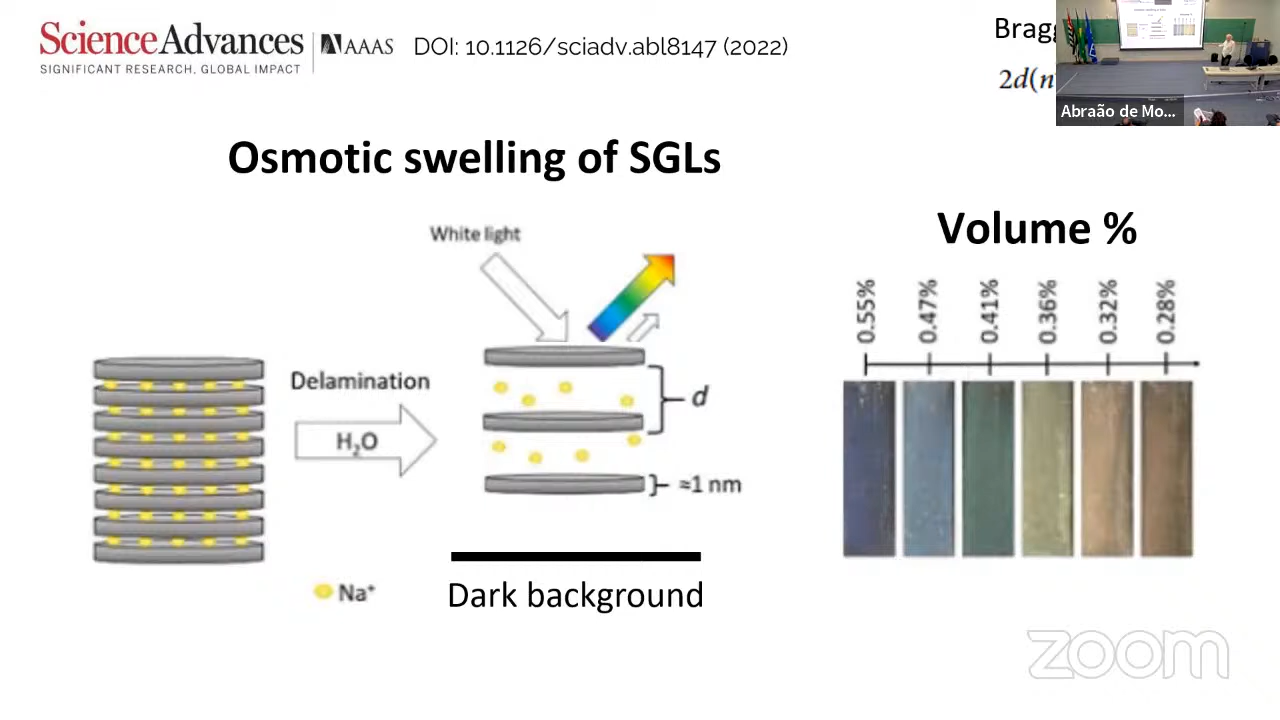 ScienceAdvances
AAAS
SIGNIFICANT RESEARCH, GLOBAL IMPACT
DOI: 10.1126/sciadv.abl8147 (2022)
Bragg
2d(n
Abraão de Mo...
Osmotic swelling of SGLs
Volume %
White light
0.55%
0.47%
0.41%
0.36%
0.32%
0.28%
Delamination
H₂O
d
≈1 nm
Na⁺
Dark background
zoom